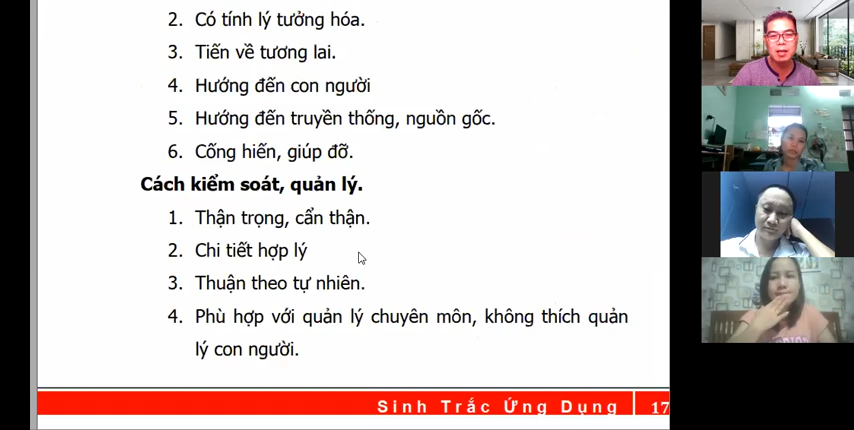 2. Có tính lý tưởng hóa.
3. Tiến về tương lai.
4. Hướng đến con người
5. Hướng đến truyền thống, nguồn gốc.
6. Cống hiến, giúp đỡ.
Cách kiểm soát, quản lý.
1. Thận trọng, cẩn thận.
2. Chi tiết hợp lý
3. Thuận theo tự nhiên.
4. Phù hợp với quản lý chuyên môn, không thích quản
lý con người.
Sinh Trắc Ứng Dụng 17